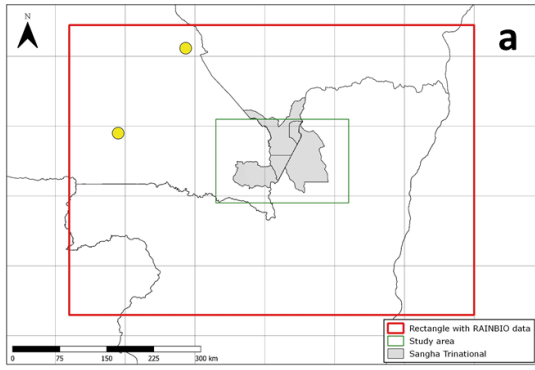 N
a
Rectangle with RAINBIO data
Study area
Sangha Trinational
0 75 150 225 300 km